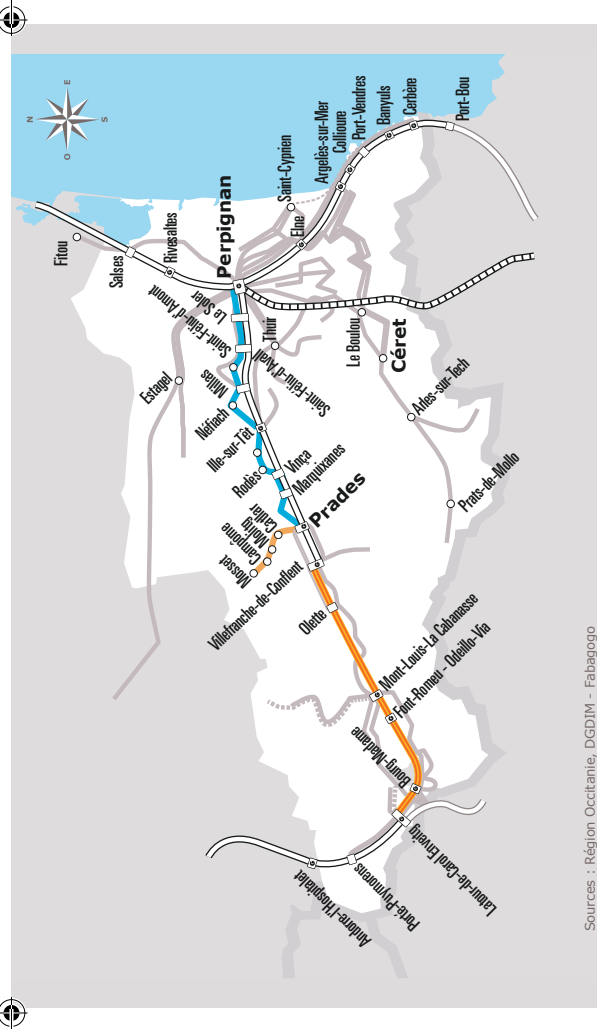 N
E
S
O
Fitou
Salses
Rivesaltes
Perpignan
Saint-Cyprien
Elne
Argelès-sur-Mer
Collioure
Port-Vendres
Banyuls
Cerbère
Port-Bou
Le Soler
Saint-Féliu-d'Amont
Saint-Féliu-d'Avall
Thuir
Millas
Estagel
Néfiach
Ille-sur-Têt
Rodès
Vinça
Marquixanes
Le Boulou
Céret
Arles-sur-Tech
Prats-de-Mollo
Prades
Catllar
Molitg
Campôme
Mosset
Villefranche-de-Conflent
Olette
Mont-Louis-La Cabanasse
Font-Romeu - Odeillo-Via
Bourg-Madame
Latour-de-Carol Enveitg
Porté-Puymorens
Andorre-l'Hospitalet
Sources : Région Occitanie, DGDIM - Fabagogo